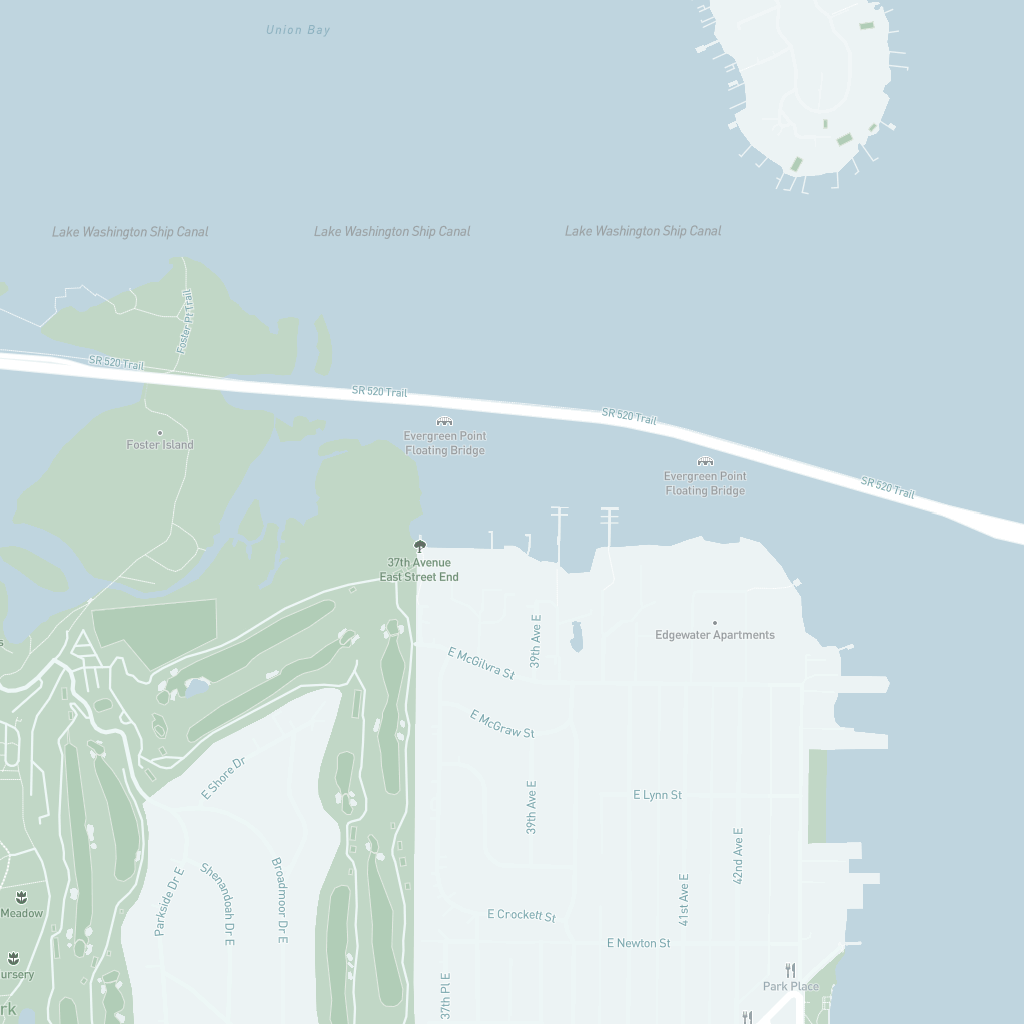 Union Bay
Lake Washington Ship Canal
Lake Washington Ship Canal
Lake Washington Ship Canal
Foster Pt Trail
SR 520 Trail
SR 520 Trail
SR 520 Trail
SR 520 Trail
Foster Island
Evergreen Point
Floating Bridge
Evergreen Point
Floating Bridge
37th Avenue
East Street End
39th Ave E
Edgewater Apartments
E McGilvra St
E McGraw St
E Shore Dr
39th Ave E
E Lynn St
42nd Ave E
Parkside Dr E
Shenandoah Dr E
Broadmoor Dr E
41st Ave E
Meadow
E Crockett St
E Newton St
ursery
37th Pl E
Park Place
rk